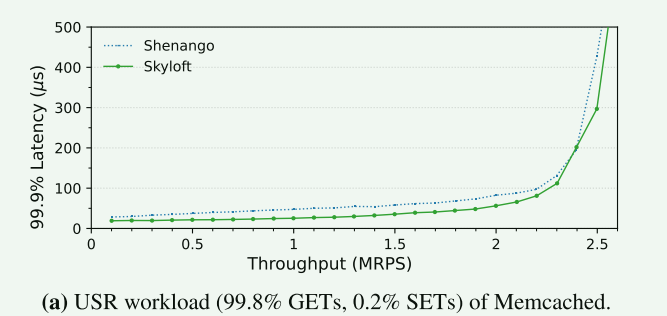 500
400
300
200
100
0
99.9% Latency (μs)
Shenango
Skyloft
0 0.5 1 1.5 2 2.5
Throughput (MRPS)
(a) USR workload (99.8% GETs, 0.2% SETs) of Memcached.